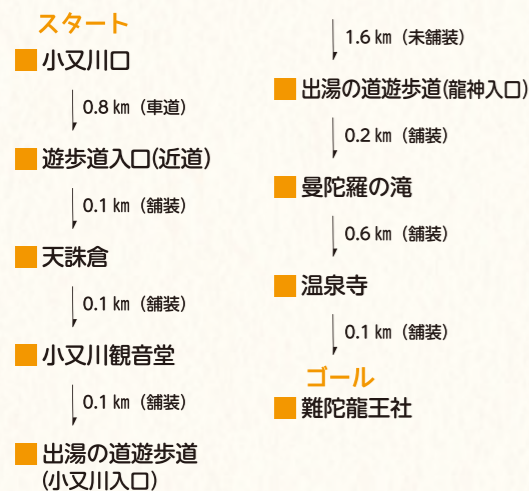 スタート
小又川口
0.8 ㎞（車道）
遊歩道入口(近道)
0.1 ㎞（舗装）
天誅倉
0.1 ㎞（舗装）
小又川観音堂
0.1 ㎞（舗装）
出湯の道遊歩道
(小又川入口)
1.6 ㎞（未舗装）
出湯の道遊歩道(龍神入口)
0.2 ㎞（舗装）
曼陀羅の滝
0.6 ㎞（舗装）
温泉寺
0.1 ㎞（舗装）
ゴール
難陀龍王社